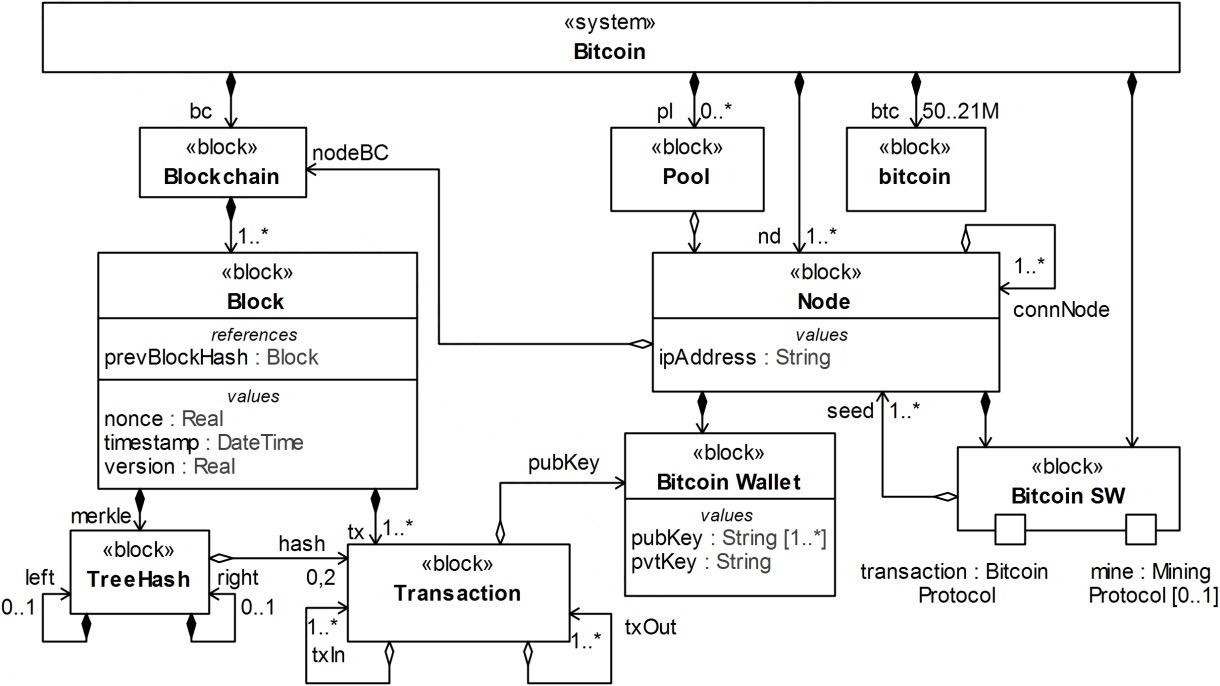 «system»
Bitcoin
bc
pl
0..*
btc
50..21M
«block»
Blockchain
nodeBC
«block»
Pool
«block»
bitcoin
1..*
nd
1..*
«block»
Block
references
prevBlockHash : Block
values
nonce : Real
timestamp : DateTime
version : Real
«block»
Node
values
ipAddress : String
1..*
connNode
seed
1..*
pubKey
«block»
Bitcoin Wallet
values
pubKey : String [1..*]
pvtKey : String
«block»
Bitcoin SW
transaction : Bitcoin
Protocol
mine : Mining
Protocol [0..1]
merkle
tx
1..*
«block»
TreeHash
hash
0,2
left
0..1
right
0..1
«block»
Transaction
1..*
txIn
1..*
txOut